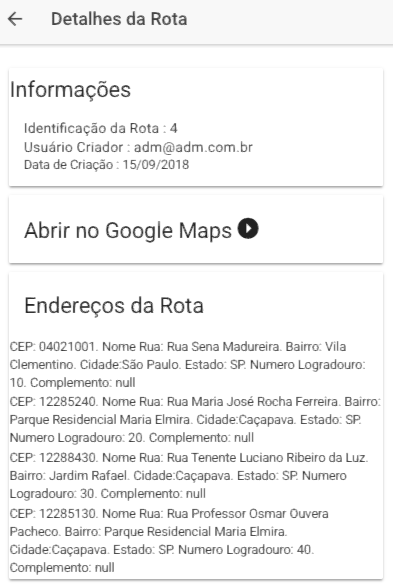 Detalhes da Rota
Informações
Identificação da Rota : 4
Usuário Criador : adm@adm.com.br
Data de Criação : 15/09/2018
Abrir no Google Maps
Endereços da Rota
CEP: 04021001. Nome Rua: Rua Sena Madureira. Bairro: Vila
Clementino. Cidade:São Paulo. Estado: SP. Numero Logradouro:
10. Complemento: null
CEP: 12285240. Nome Rua: Rua Maria José Rocha Ferreira. Bairro:
Parque Residencial Maria Elmira. Cidade:Caçapava. Estado: SP.
Numero Logradouro: 20. Complemento: null
CEP: 12288430. Nome Rua: Rua Tenente Luciano Ribeiro da Luz.
Bairro: Jardim Rafael. Cidade:Caçapava. Estado: SP. Numero
Logradouro: 30. Complemento: null
CEP: 12285130. Nome Rua: Rua Professor Osmar Ouvera
Pacheco. Bairro: Parque Residencial Maria Elmira.
Cidade:Caçapava. Estado: SP. Numero Logradouro: 40.
Complemento: null